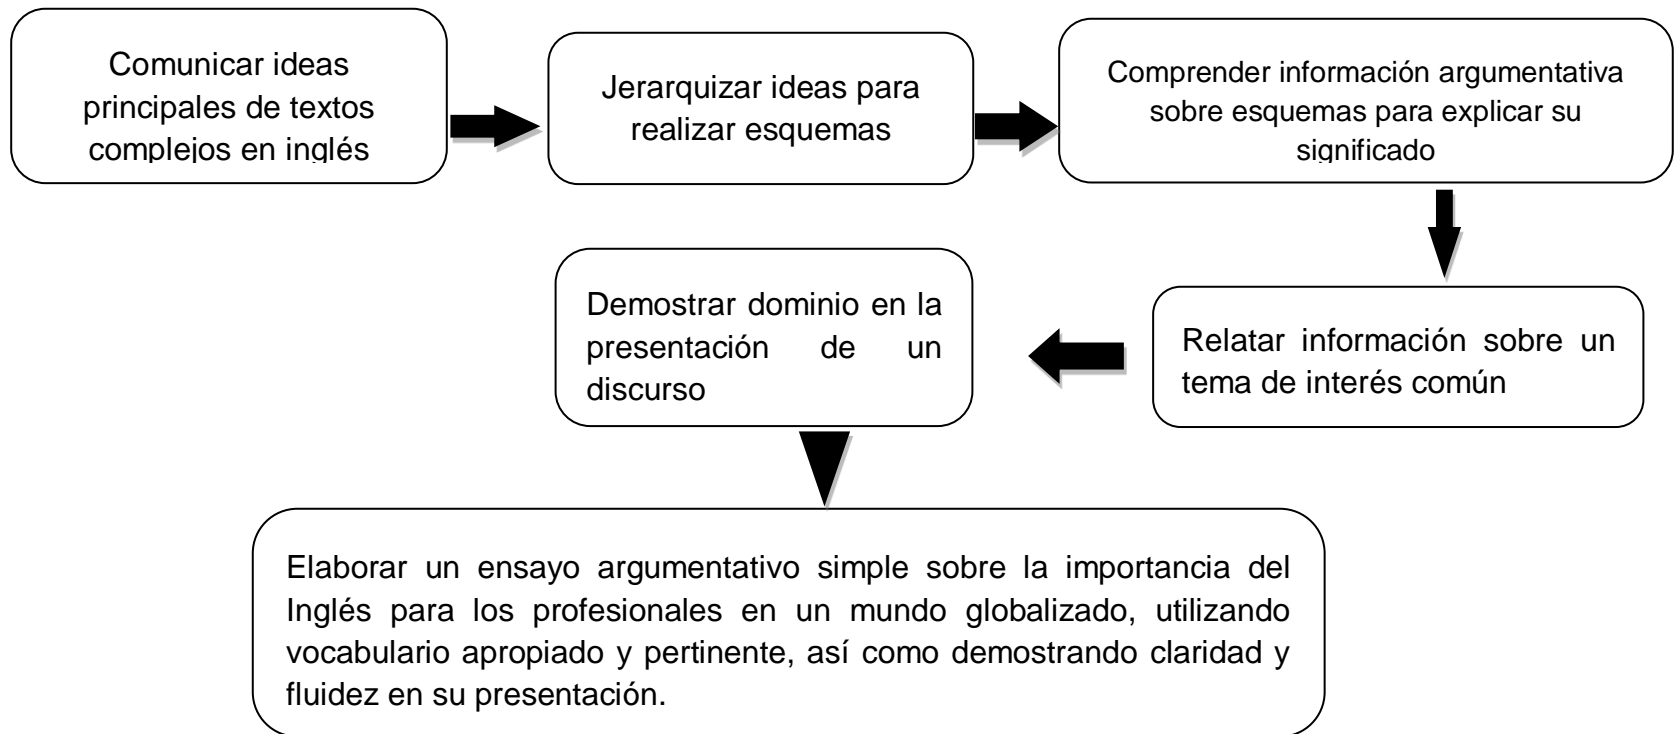 Comunicar ideas
principales de textos
complejos en inglés
Jerarquizar ideas para
realizar esquemas
Comprender información argumentativa
sobre esquemas para explicar su
significado
Relatar información sobre un
tema de interés común
Demostrar dominio en la
presentación de un
discurso
Elaborar un ensayo argumentativo simple sobre la importancia del
Inglés para los profesionales en un mundo globalizado, utilizando
vocabulario apropiado y pertinente, así como demostrando claridad y
fluidez en su presentación.